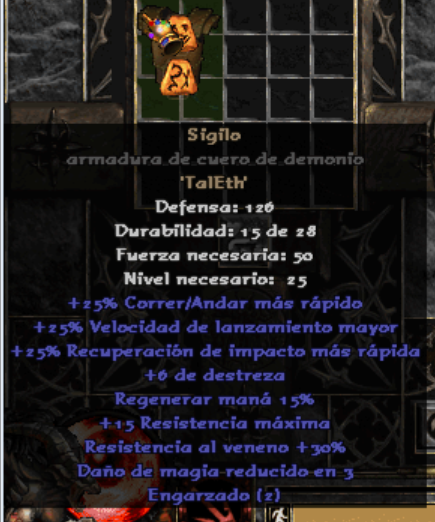 Sigilo
armadura de cuero de demonio
'TalEth'
Defensa: 126
Durabilidad: 15 de 28
Fuerza necesaria: 50
Nivel necesario: 25
+25% Correr/Andar más rápido
+25% Velocidad de lanzamiento mayor
+25% Recuperación de impacto más rápida
+6 de destreza
Regenerar maná 15%
+15 Resistencia máxima
Resistencia al veneno +30%
Daño de magia reducido en 3
Engarzado (2)